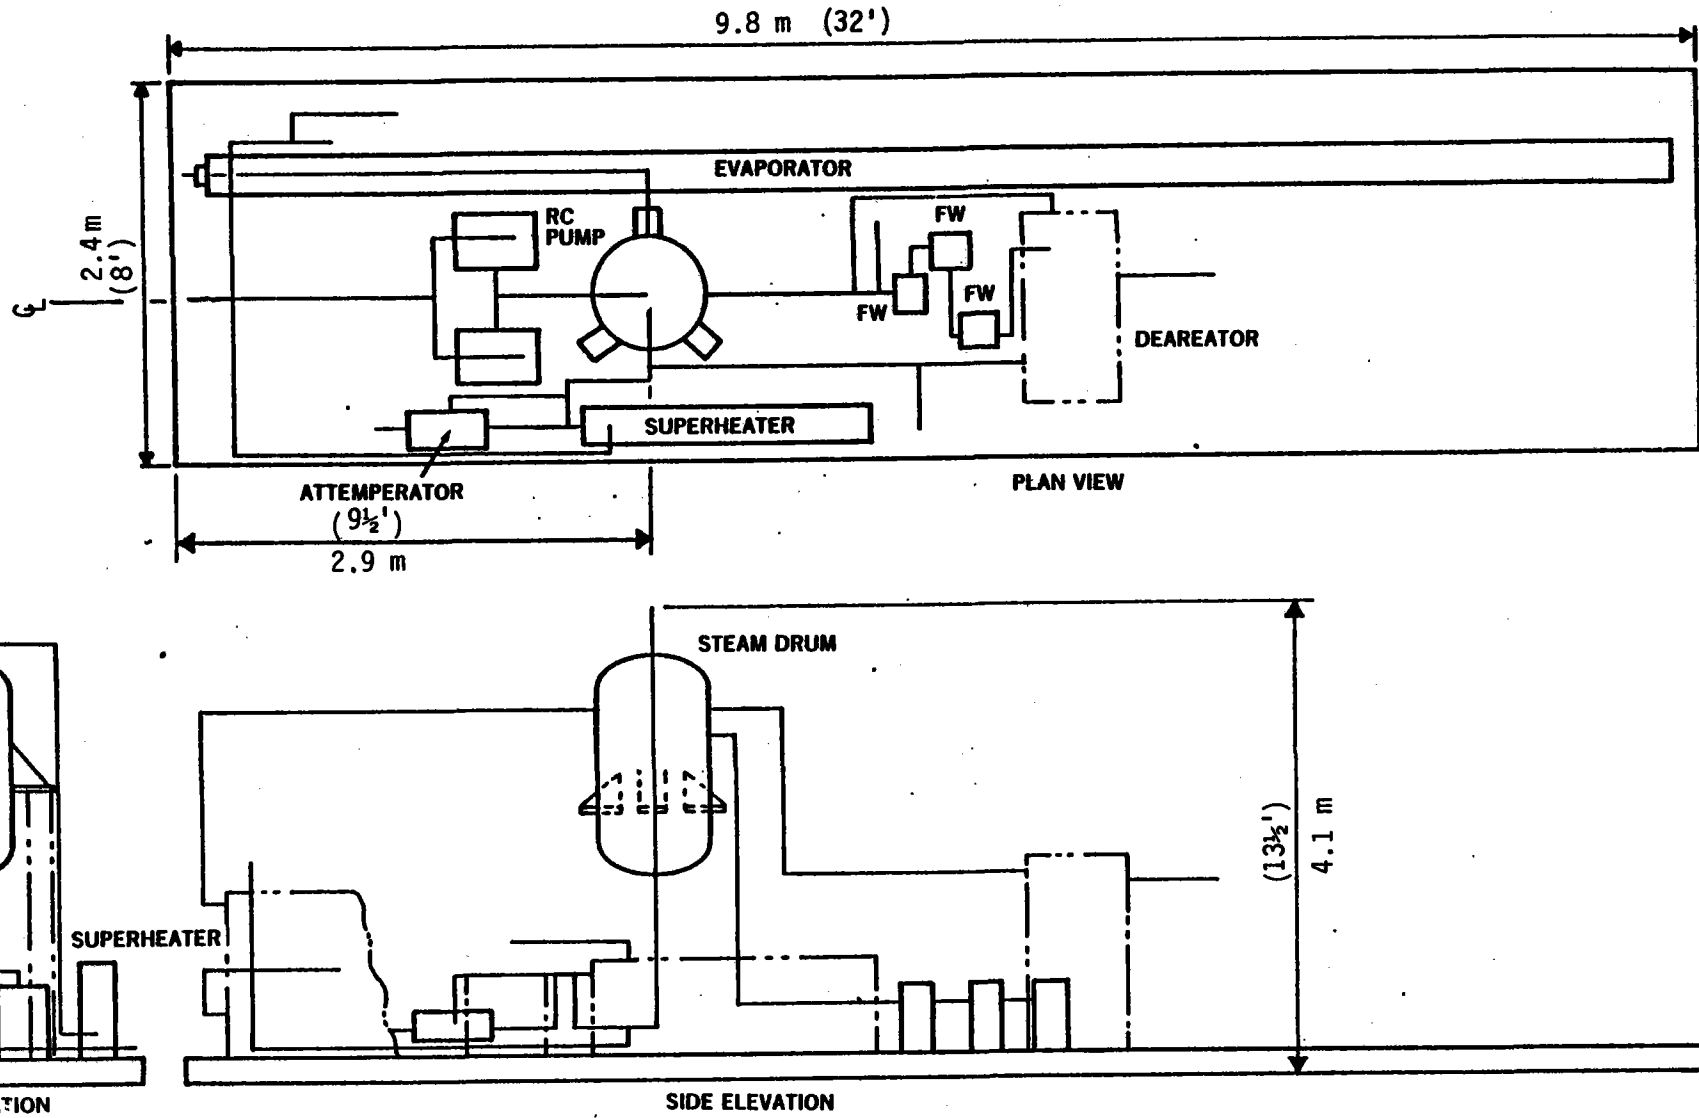 9.8 m (32')
EVAPORATOR
RC
PUMP
FW
2.4 m
(8')
FW
℄
FW
DEAREATOR
SUPERHEATER
PLAN VIEW
ATTEMPERATOR
(9½')
2.9 m
STEAM DRUM
(13½')
4.1 m
SUPERHEATER
SIDE ELEVATION